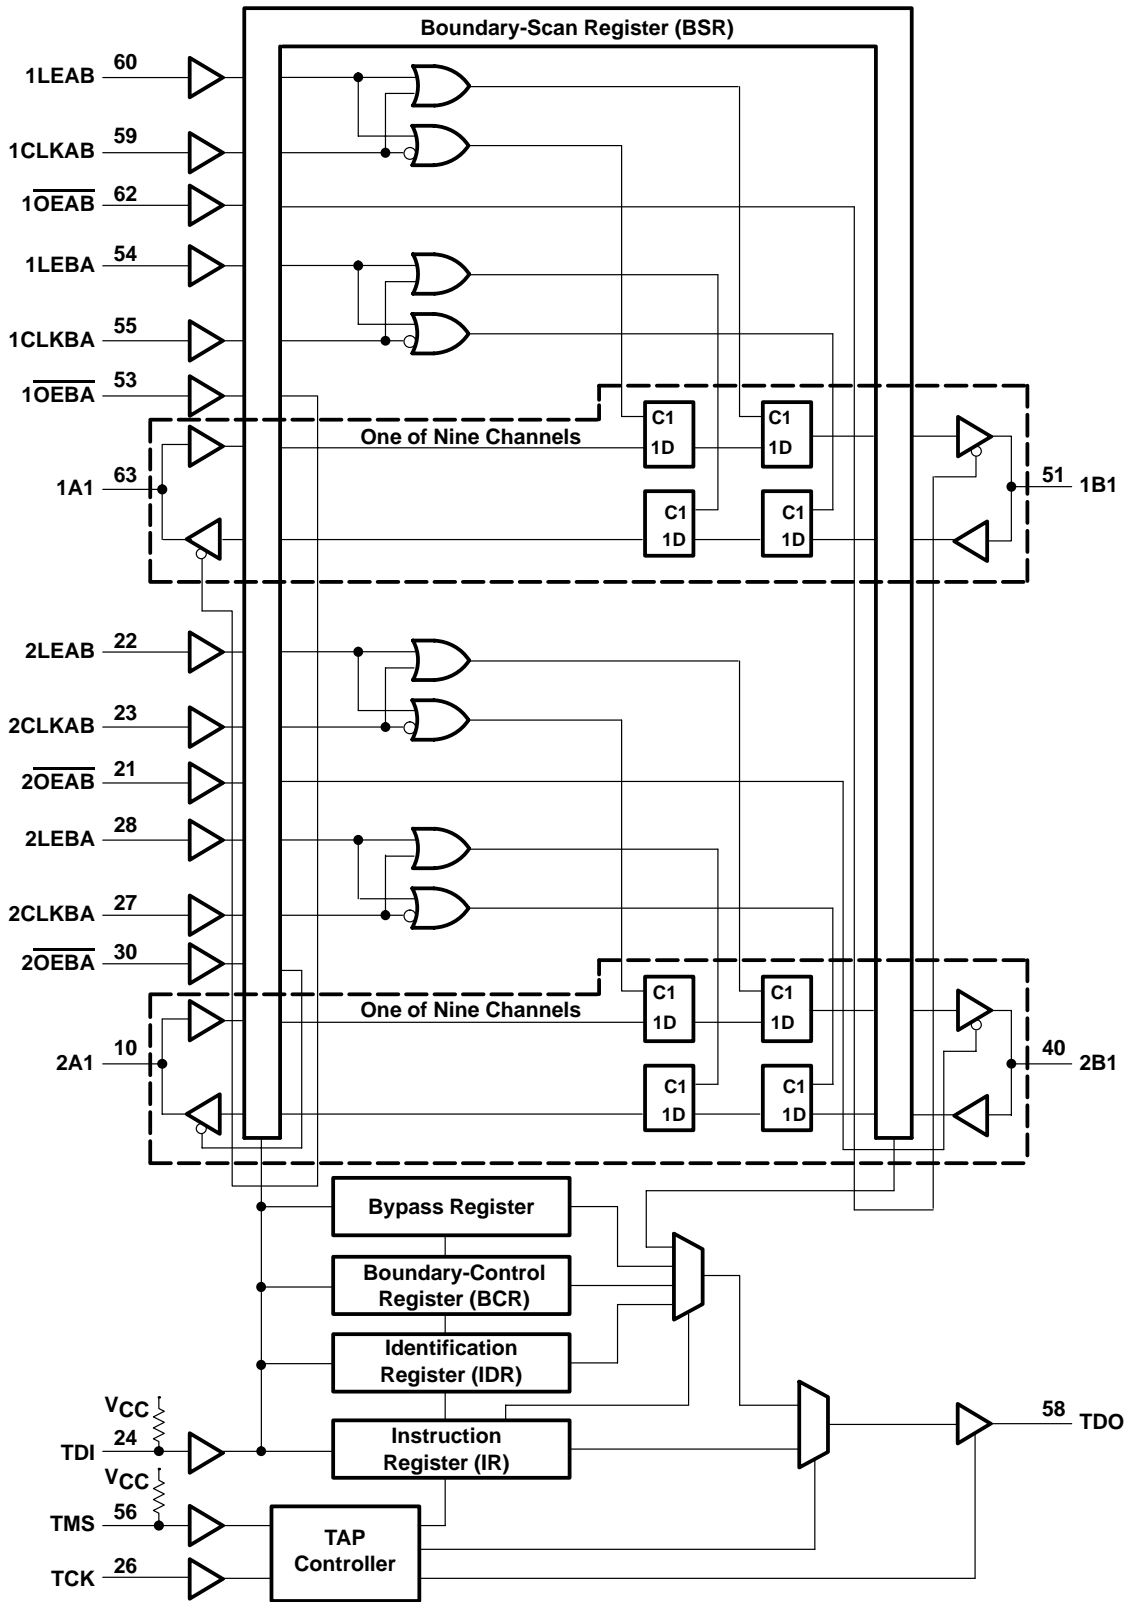 Boundary-Scan Register (BSR)
1LEAB 60
1CLKAB 59
1OEAB 62
1LEBA 54
1CLKBA 55
1OEBA 53
One of Nine Channels
C1 C1
1D 1D
1A1 63
51 1B1
C1 C1
1D 1D
2LEAB 22
2CLKAB 23
2OEAB 21
2LEBA 28
2CLKBA 27
2OEBA 30
One of Nine Channels
C1 C1
1D 1D
2A1 10
40 2B1
C1 C1
1D 1D
Bypass Register
Boundary-Control
Register (BCR)
Identification
Register (IDR)
VCC
TDI 24
Instruction
Register (IR)
58 TDO
VCC
TMS 56
TCK 26
TAP
Controller